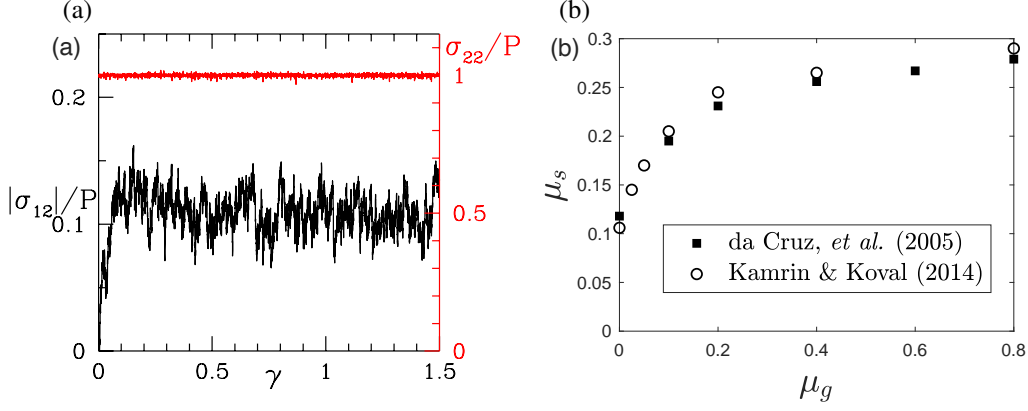 (a)
(b)
(a)
σ22/P
1
0.2
|σ12|/P
0.1
0.5
0
0
0
0.5
γ
1
1.5
(b)
0.3
0.25
0.2
μs
0.15
0.1
0.05
0
da Cruz, et al. (2005)
Kamrin & Koval (2014)
0
0.2
0.4
0.6
0.8
μg